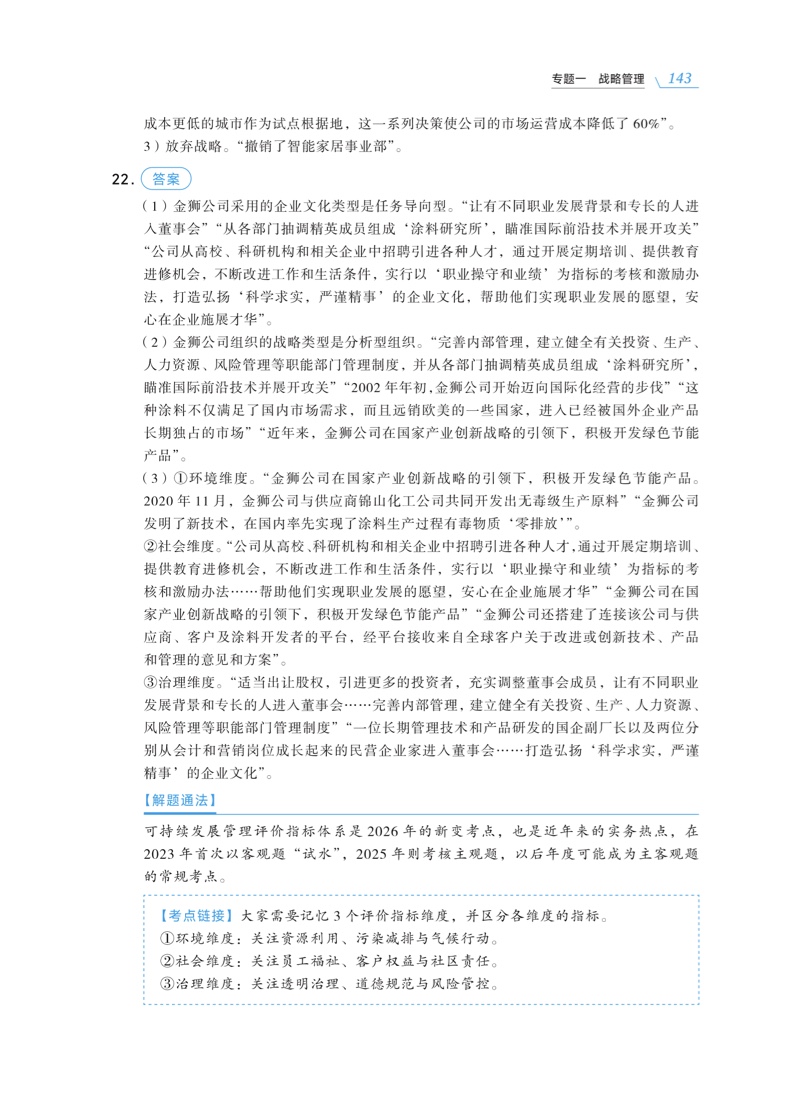 专题一　战略管理　143
成本更低的城市作为试点根据地，这一系列决策使公司的市场运营成本降低了 60%”。
3）放弃战略。“撤销了智能家居事业部”。
22. 答案
（1）金狮公司采用的企业文化类型是任务导向型。“让有不同职业发展背景和专长的人进
入董事会”“从各部门抽调精英成员组成‘涂料研究所’，瞄准国际前沿技术并展开攻关”
“公司从高校、科研机构和相关企业中招聘引进各种人才，通过开展定期培训、提供教育
进修机会，不断改进工作和生活条件，实行以‘职业操守和业绩’为指标的考核和激励办
法，打造弘扬‘科学求实，严谨精事’的企业文化，帮助他们实现职业发展的愿望，安
心在企业施展才华”。
（2）金狮公司组织的战略类型是分析型组织。“完善内部管理，建立健全有关投资、生产、
人力资源、风险管理等职能部门管理制度，并从各部门抽调精英成员组成‘涂料研究所’，
瞄准国际前沿技术并展开攻关”“2002 年年初，金狮公司开始迈向国际化经营的步伐”“这
种涂料不仅满足了国内市场需求，而且远销欧美的一些国家，进入已经被国外企业产品
长期独占的市场”“近年来，金狮公司在国家产业创新战略的引领下，积极开发绿色节能
产品”。
（3）①环境维度。“金狮公司在国家产业创新战略的引领下，积极开发绿色节能产品。
2020 年 11 月，金狮公司与供应商锦山化工公司共同开发出无毒级生产原料”“金狮公司
发明了新技术，在国内率先实现了涂料生产过程有毒物质‘零排放’”。
②社会维度。“公司从高校、科研机构和相关企业中招聘引进各种人才，通过开展定期培训、
提供教育进修机会，不断改进工作和生活条件，实行以‘职业操守和业绩’为指标的考
核和激励办法……帮助他们实现职业发展的愿望，安心在企业施展才华”“金狮公司在国
家产业创新战略的引领下，积极开发绿色节能产品”“金狮公司还搭建了连接该公司与供
应商、客户及涂料开发者的平台，经平台接收来自全球客户关于改进或创新技术、产品
和管理的意见和方案”。
③治理维度。“适当出让股权，引进更多的投资者，充实调整董事会成员，让有不同职业
发展背景和专长的人进入董事会……完善内部管理，建立健全有关投资、生产、人力资源、
风险管理等职能部门管理制度”“一位长期管理技术和产品研发的国企副厂长以及两位分
别从会计和营销岗位成长起来的民营企业家进入董事会……打造弘扬‘科学求实，严谨
精事’的企业文化”。
【解题通法】
可持续发展管理评价指标体系是 2026 年的新变考点，也是近年来的实务热点，在
2023 年首次以客观题“试水”，2025 年则考核主观题，以后年度可能成为主客观题
的常规考点。
【考点链接】大家需要记忆 3 个评价指标维度，并区分各维度的指标。
①环境维度：关注资源利用、污染减排与气候行动。
②社会维度：关注员工福祉、客户权益与社区责任。
③治理维度：关注透明治理、道德规范与风险管控。